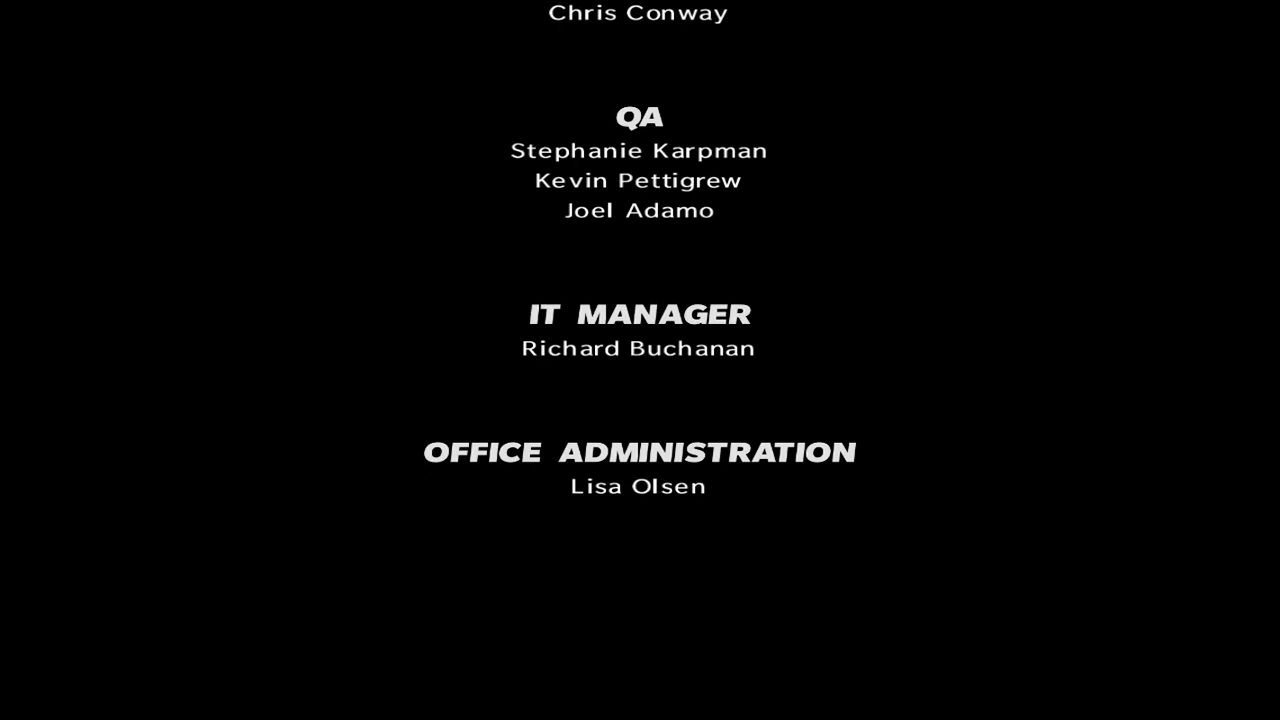 Chris Conway
QA
Stephanie Karpman
Kevin Pettigrew
Joel Adamo
IT MANAGER
Richard Buchanan
OFFICE ADMINISTRATION
Lisa Olsen